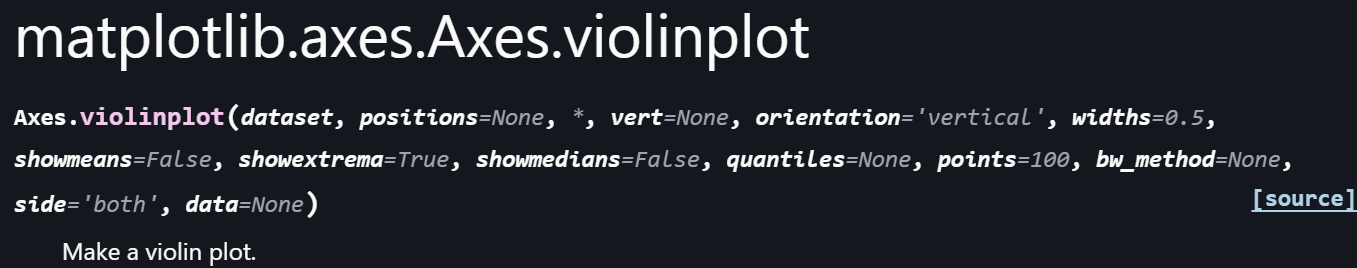 matplotlib.axes.Axes.violinplot
Axes.violinplot(dataset, positions=None, *, vert=None, orientation='vertical', widths=0.5,
showmeans=False, showextrema=True, showmedians=False, quantiles=None, points=100, bw_method=None,
side='both', data=None) [source]
Make a violin plot.